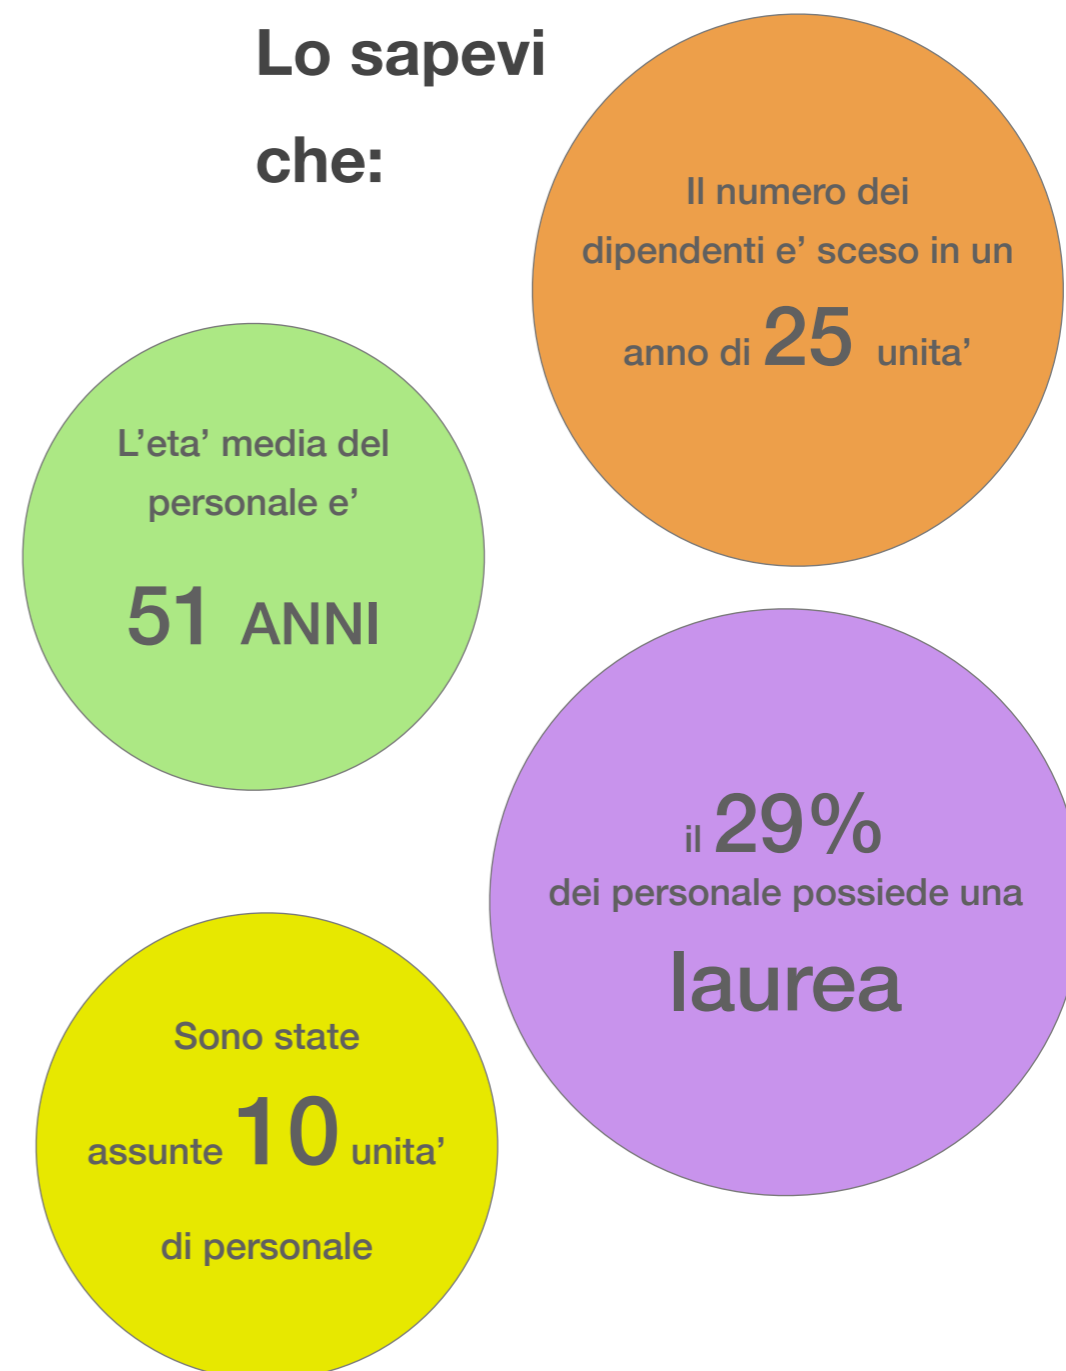 Lo sapevi
che:
Il numero dei
dipendenti e’ sceso in un
anno di 25 unita’
L’eta’ media del
personale e’
51 ANNI
il 29%
dei personale possiede una
laurea
Sono state
assunte 10 unita’
di personale